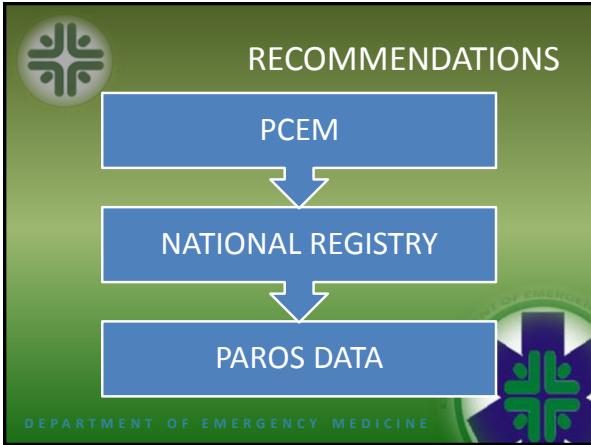 RECOMMENDATIONS
PCEM
NATIONAL REGISTRY
PAROS DATA
DEPARTMENT OF EMERGENCY MEDICINE